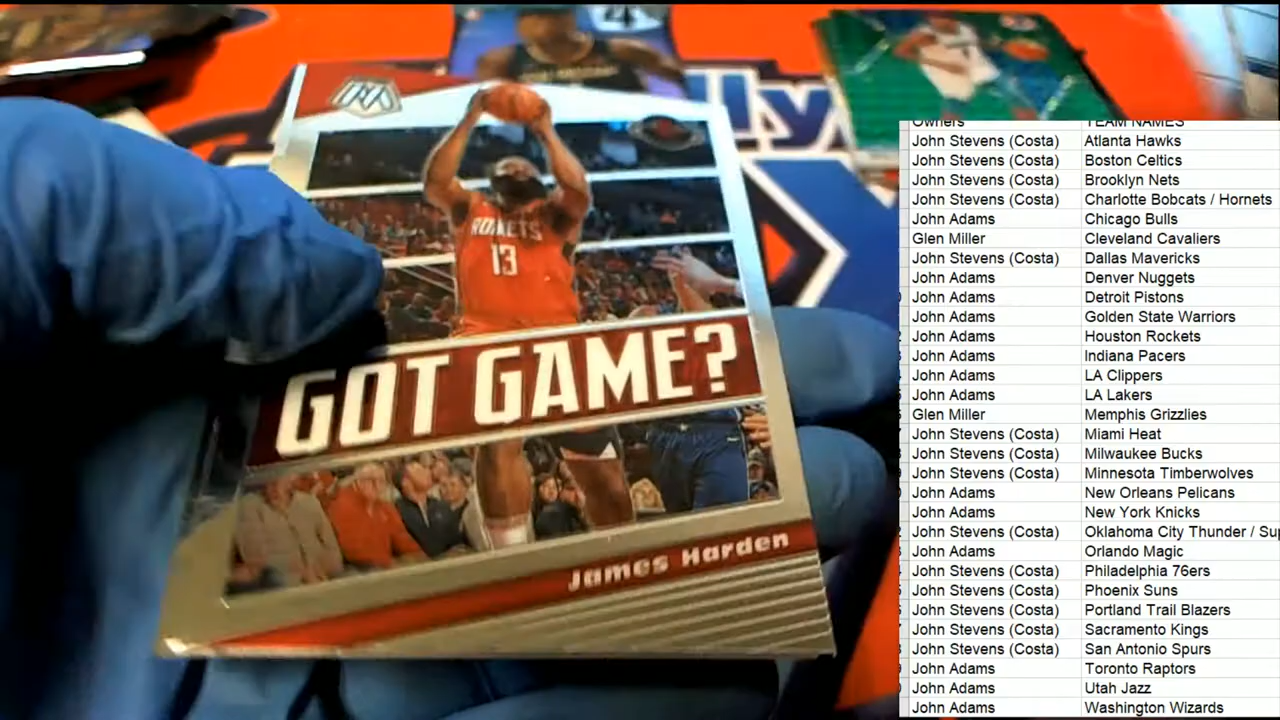 lly
ROCKETS
13
GOT GAME?
James Harden
Owners TEAM NAMES
John Stevens (Costa) Atlanta Hawks
John Stevens (Costa) Boston Celtics
John Stevens (Costa) Brooklyn Nets
John Stevens (Costa) Charlotte Bobcats / Hornets
John Adams Chicago Bulls
Glen Miller Cleveland Cavaliers
John Stevens (Costa) Dallas Mavericks
John Adams Denver Nuggets
John Adams Detroit Pistons
John Adams Golden State Warriors
John Adams Houston Rockets
John Adams Indiana Pacers
John Adams LA Clippers
John Adams LA Lakers
Glen Miller Memphis Grizzlies
John Stevens (Costa) Miami Heat
John Stevens (Costa) Milwaukee Bucks
John Stevens (Costa) Minnesota Timberwolves
John Adams New Orleans Pelicans
John Adams New York Knicks
John Stevens (Costa) Oklahoma City Thunder / Sup
John Adams Orlando Magic
John Stevens (Costa) Philadelphia 76ers
John Stevens (Costa) Phoenix Suns
John Stevens (Costa) Portland Trail Blazers
John Stevens (Costa) Sacramento Kings
John Stevens (Costa) San Antonio Spurs
John Adams Toronto Raptors
John Adams Utah Jazz
John Adams Washington Wizards